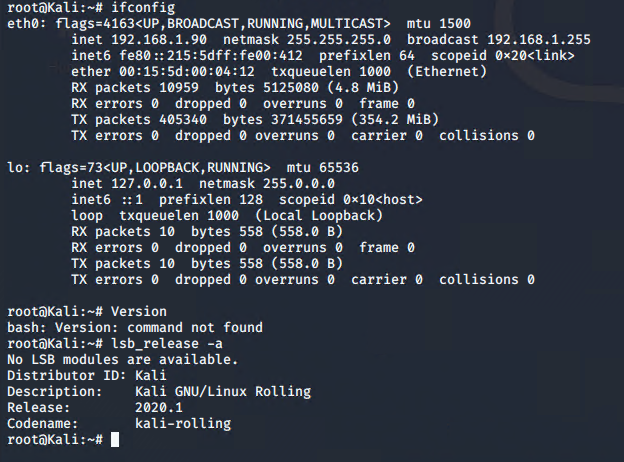 root@Kali:~# ifconfig
eth0: flags=4163<UP,BROADCAST,RUNNING,MULTICAST>  mtu 1500
        inet 192.168.1.90  netmask 255.255.255.0  broadcast 192.168.1.255
        inet6 fe80::215:5dff:fe00:412  prefixlen 64  scopeid 0×20<link>
        ether 00:15:5d:00:04:12  txqueuelen 1000  (Ethernet)
        RX packets 10959  bytes 5125080 (4.8 MiB)
        RX errors 0  dropped 0  overruns 0  frame 0
        TX packets 405340  bytes 371455659 (354.2 MiB)
        TX errors 0  dropped 0 overruns 0  carrier 0  collisions 0

lo: flags=73<UP,LOOPBACK,RUNNING>  mtu 65536
        inet 127.0.0.1  netmask 255.0.0.0
        inet6 ::1  prefixlen 128  scopeid 0×10<host>
        loop  txqueuelen 1000  (Local Loopback)
        RX packets 10  bytes 558 (558.0 B)
        RX errors 0  dropped 0  overruns 0  frame 0
        TX packets 10  bytes 558 (558.0 B)
        TX errors 0  dropped 0 overruns 0  carrier 0  collisions 0

root@Kali:~# Version
bash: Version: command not found
root@Kali:~# lsb_release -a
No LSB modules are available.
Distributor ID: Kali
Description:    Kali GNU/Linux Rolling
Release:        2020.1
Codename:       kali-rolling
root@Kali:~#